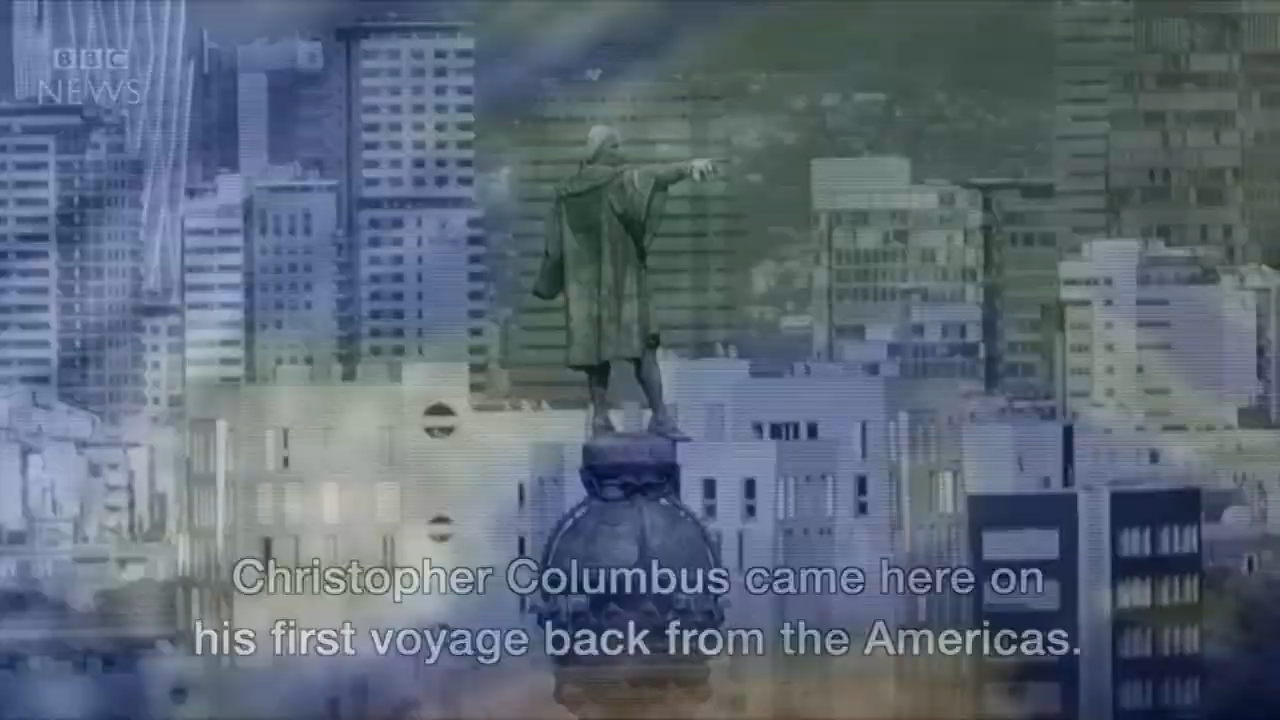 BBC
NEWS
Christopher Columbus came here on
his first voyage back from the Americas.